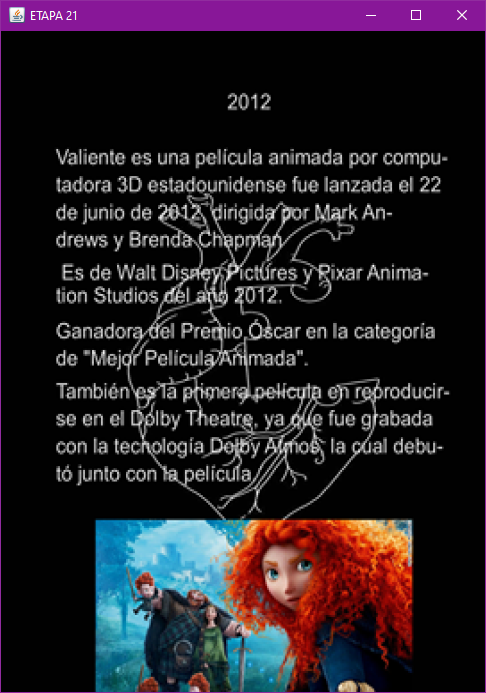 ETAPA 21
2012
Valiente es una película animada por compu-
tadora 3D estadounidense fue lanzada el 22
de junio de 2012, dirigida por Mark An-
drews y Brenda Chapman
Es de Walt Disney Pictures y Pixar Anima-
tion Studios del año 2012.
Ganadora del Premio Óscar en la categoría
de "Mejor Película Animada".
También es la primera película en reproducir-
se en el Dolby Theatre, ya que fue grabada
con la tecnología Dolby Atmos, la cual debu-
tó junto con la película